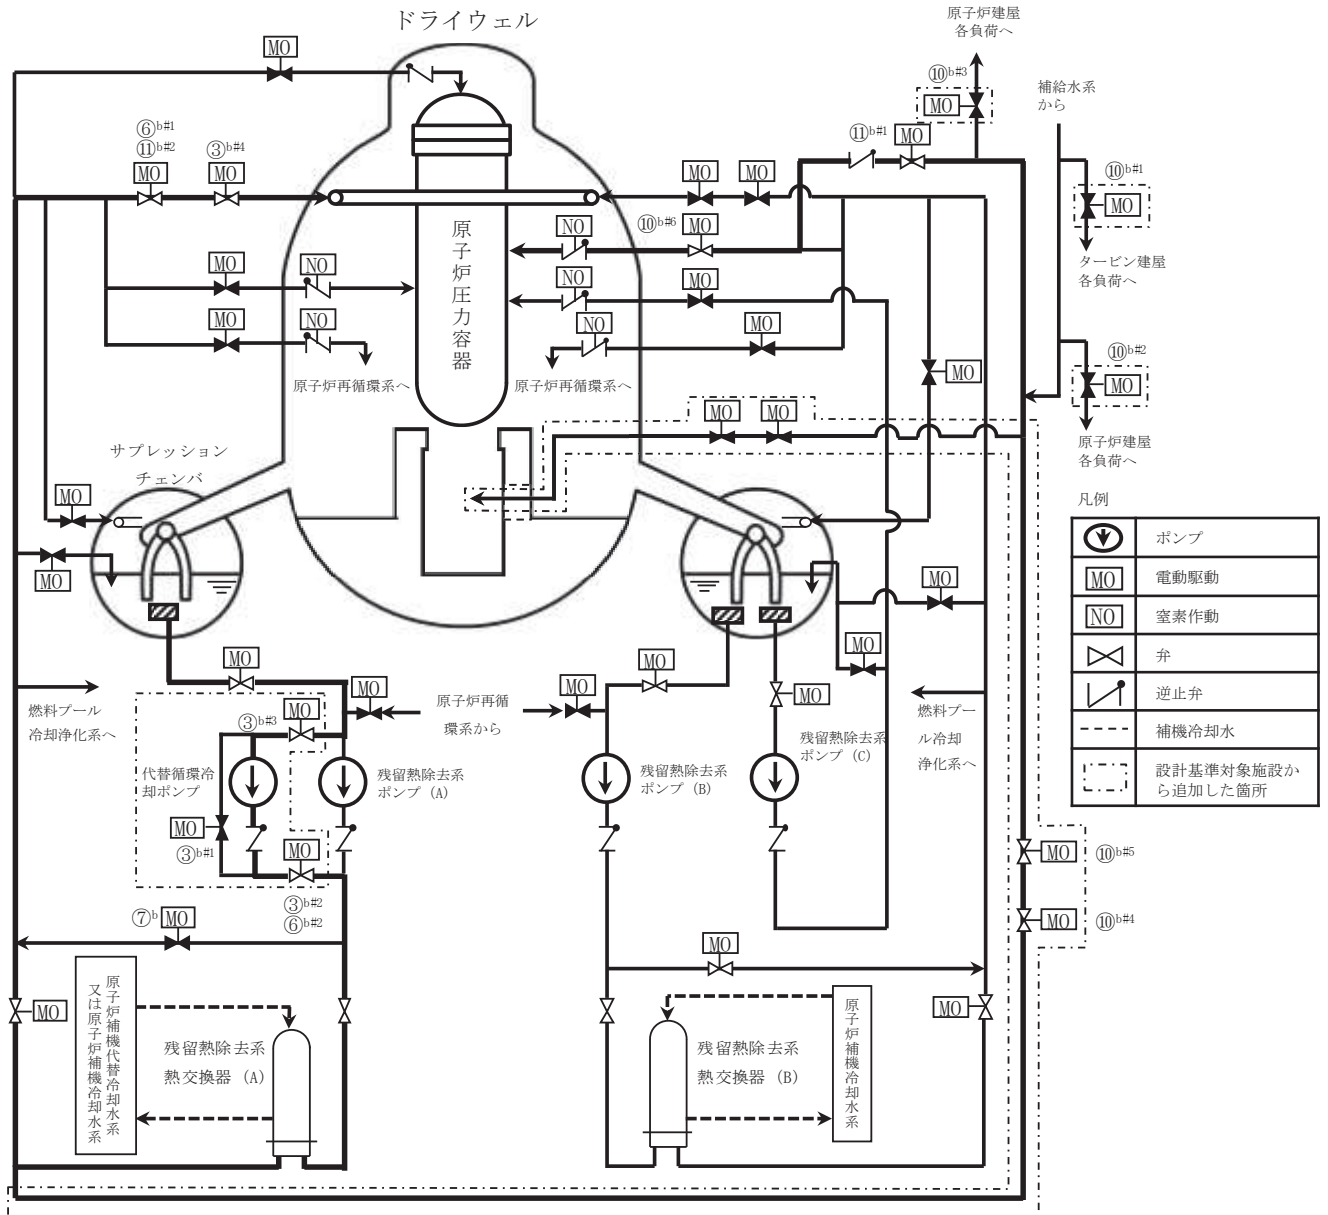 ドライウェル
原子炉建屋
各負荷へ
⑩b#3
MO
MO
補給水系
から
⑥b#1
⑪b#2
③b#4
MO
MO
⑪b#1
MO
⑩b#1
MO
タービン建屋
各負荷へ
MO
MO
⑩b#6
MO
NO
MO
NO
NO
MO
MO
NO
NO
MO
MO
NO
原子炉圧力容器
原子炉再循環系へ
原子炉再循環系へ
MO
⑩b#2
MO
原子炉建屋
各負荷へ
MO
MO
サプレッション
チェンバ
MO
MO
凡例
ポンプ
MO
電動駆動
NO
窒素作動
弁
逆止弁
補機冷却水
設計基準対象施設か
ら追加した箇所
MO
MO
MO
MO
MO
MO
MO
燃料プール
冷却浄化系へ
③b#3
MO
原子炉再循
環系から
MO
燃料プー
ル冷却
浄化系へ
代替循環冷
却ポンプ
残留熱除去系
ポンプ (A)
残留熱除去系
ポンプ (B)
残留熱除去系
ポンプ (C)
MO
③b#1
MO
③b#2
⑥b#2
MO
⑩b#5
MO
⑩b#4
⑦b
MO
MO
MO
原子炉補機代替冷却水系
又は原子炉補機冷却水系
残留熱除去系
熱交換器 (A)
残留熱除去系
熱交換器 (B)
原子炉補機冷却水系
MO